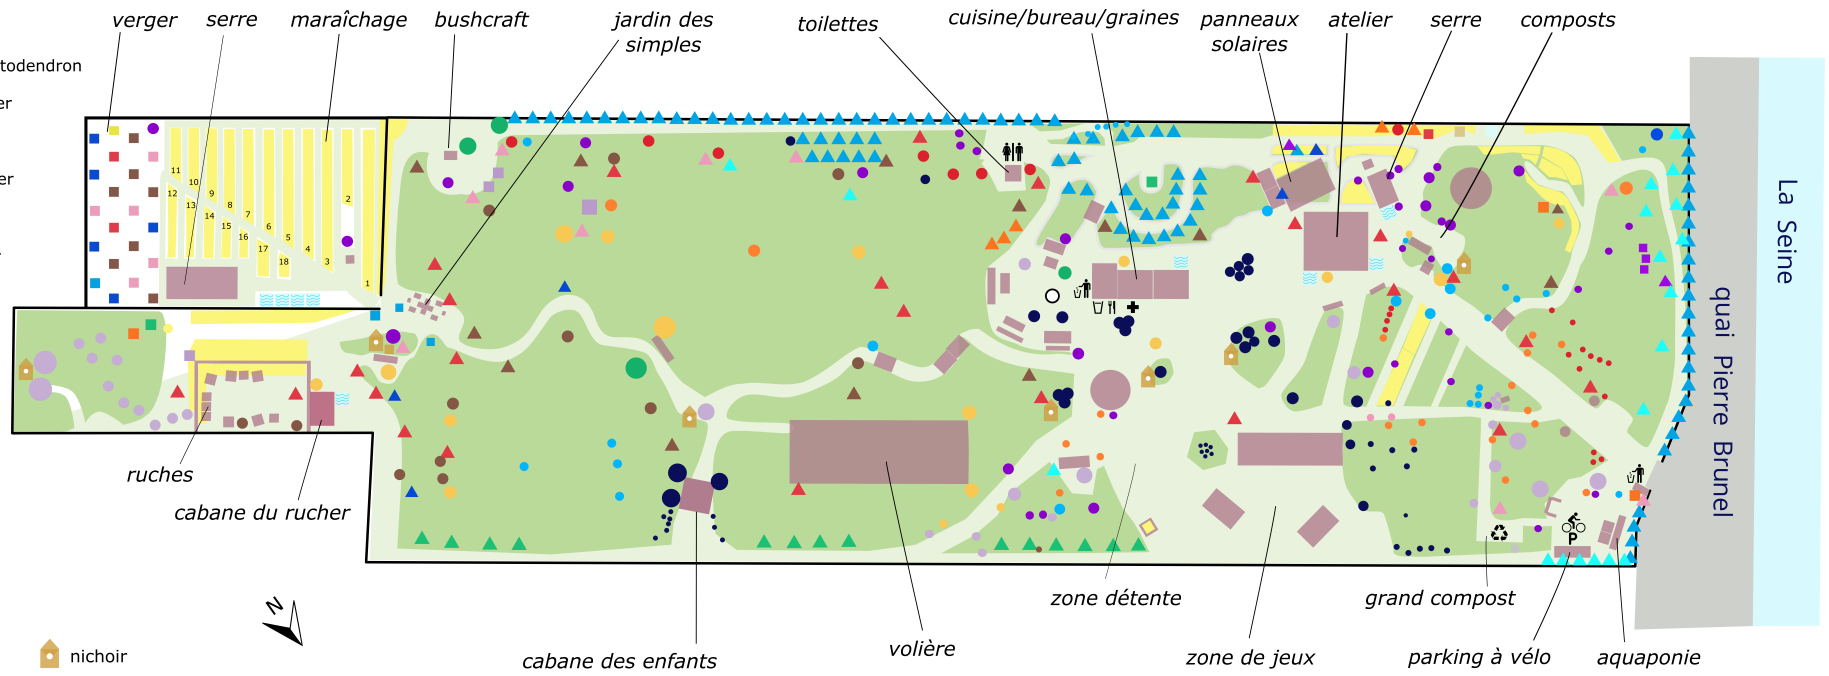 verger
serre
maraîchage
bushcraft
jardin des
simples
toilettes
cuisine/bureau/graines
panneaux
solaires
atelier
serre
composts
todendron
er
er
11
10
9
8
7
6
5
4
3
2
1
12
13
14
15
16
17
18
La Seine
quai Pierre Brunel
ruches
cabane du rucher
P
zone détente
grand compost
N
nichoir
cabane des enfants
volière
zone de jeux
parking à vélo
aquaponie